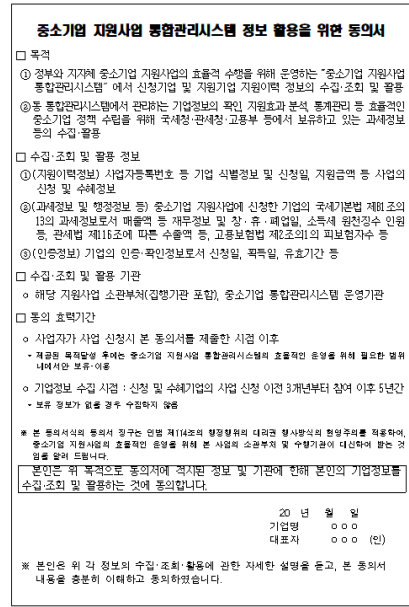 중소기업 지원사업 통합관리시스템 정보 활용을 위한 동의서
□ 목적
① 정부와 지자체 중소기업 지원사업의 효율적 수행을 위해 운영하는 "중소기업 지원사업
통합관리시스템" 에서 신청기업 및 지원기업 지원이력 정보의 수집·조회 및 활용
②동 통합관리시스템에서 관리하는 기업정보의 확인, 지원효과 분석, 통계관리 등 효율적인
중소기업 정책 수립을 위해 국세청·관세청·고용부 등에서 보유하고 있는 과세정보
등의 수집·활용
□ 수집·조회 및 활용 정보
①(지원이력정보) 사업자등록번호 등 기업 식별정보 및 신청일, 지원금액 등 사업의
신청 및 수혜정보
②(과세정보 및 행정정보 등) 중소기업 지원사업에 신청한 기업의 국세기본법 제81조의
13의 과세정보로서 매출액 등 재무정보 및 창·휴·폐업일, 소득세 원천징수 인원
등, 관세법 제116조에 따른 수출액 등, 고용보험법 제2조의1의 피보험자수 등
③(인증정보) 기업의 인증·확인정보로서 신청일, 획득일, 유효기간 등
□ 수집·조회 및 활용 기관
ㅇ 해당 지원사업 소관부처(집행기관 포함), 중소기업 통합관리시스템 운영기관
□ 동의 효력기간
ㅇ 사업자가 사업 신청시 본 동의서를 제출한 시점 이후
* 제공된 목적달성 후에는 중소기업 지원사업 통합관리시스템의 효율적인 운영을 위해 필요한 범위
내에서만 보유·이용
ㅇ 기업정보 수집 시점 : 신청 및 수혜기업의 사업 신청 이전 3개년부터 참여 이후 5년간
* 보유 정보가 없을 경우 수집하지 않음
※ 본 동의서식의 동의서 징구는 민법 제114조의 행정행위의 대리권 행사방식의 현명주의를 적용하여,
중소기업 지원사업의 효율적인 운영을 위해 본 사업의 소관부처 및 수행기관이 대신하여 받는 것
임을 알려 드립니다.
본인은 위 목적으로 동의서에 적시된 정보 및 기관에 한해 본인의 기업정보를
수집·조회 및 활용하는 것에 동의합니다.
20 년 월 일
기업명 ㅇㅇㅇ
대표자 ㅇㅇㅇ (인)
※ 본인은 위 각 정보의 수집·조회·활용에 관한 자세한 설명을 듣고, 본 동의서
내용을 충분히 이해하고 동의하였습니다.